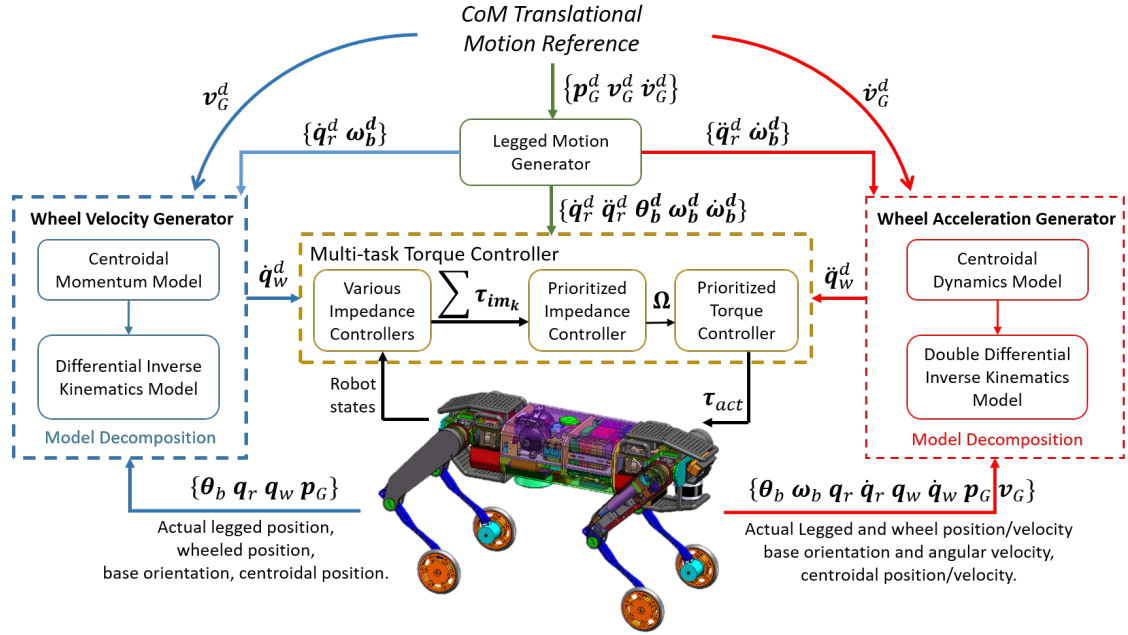 CoM Translational
Motion Reference
v_G^d
{p_G^d v_G^d v̇_G^d}
v̇_G^d
{q̇_r^d ω_b^d}
Legged Motion
Generator
{q̈_r^d ω̇_b^d}
{q̇_r^d q̈_r^d θ_b^d ω_b^d ω̇_b^d}
Wheel Velocity Generator
Centroidal
Momentum Model
Differential Inverse
Kinematics Model
Model Decomposition
q̇_w^d
Multi-task Torque Controller
Various
Impedance
Controllers
∑ τ_{im_k}
Prioritized
Impedance
Controller
Ω
Prioritized
Torque
Controller
q̈_w^d
Wheel Acceleration Generator
Centroidal
Dynamics Model
Double Differential
Inverse Kinematics
Model
Model Decomposition
Robot
states
τ_{act}
{θ_b q_r q_w p_G}
Actual legged position,
wheeled position,
base orientation, centroidal position.
{θ_b ω_b q_r q̇_r q_w q̇_w p_G v_G}
Actual Legged and wheel position/velocity
base orientation and angular velocity,
centroidal position/velocity.